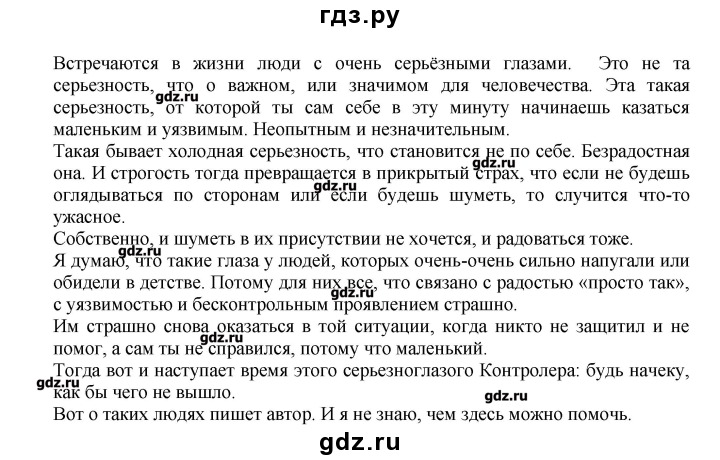 гдз.ру
Встречаются в жизни люди с очень серьёзными глазами. Это не та
серьезность, что о важном, или значимом для человечества. Эта такая
gdz.ru
серьезность, от которой ты сам себе в эту минуту начинаешь казаться
маленьким и уязвимым. Неопытным и незначительным.
Такая бывает холодная серьезность, что становится не по себе. Безрадостная
gdz.ru
она. И строгость тогда превращается в прикрытый страх, что если не будешь
gdz.ru
оглядываться по сторонам или если будешь шуметь, то случится что-то
ужасное.
Собственно, и шуметь в их присутствии не хочется, и радоваться тоже.
gdz.ru
Я думаю, что такие глаза у людей, которых очень-очень сильно напугали или
обидели в детстве. Потому для них все, что связано с радостью «просто так»,
gdz.ru
с уязвимостью и бесконтрольным проявлением страшно.
Им страшно снова оказаться в той ситуации, когда никто не защитил и не
gdz.ru
помог, а сам ты не справился, потому что маленький.
Тогда вот и наступает время этого серьезноглазого Контролера: будь начеку,
gdz.ru
как бы чего не вышло.
gdz.ru
Вот о таких людях пишет автор. И я не знаю, чем здесь можно помочь.
gdz.ru